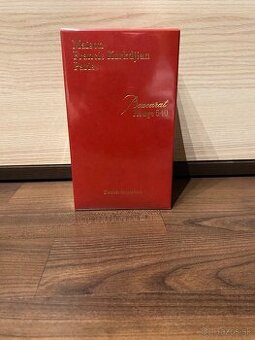 Maison
Francis Kurkdjian
Paris
Baccarat
Rouge 540